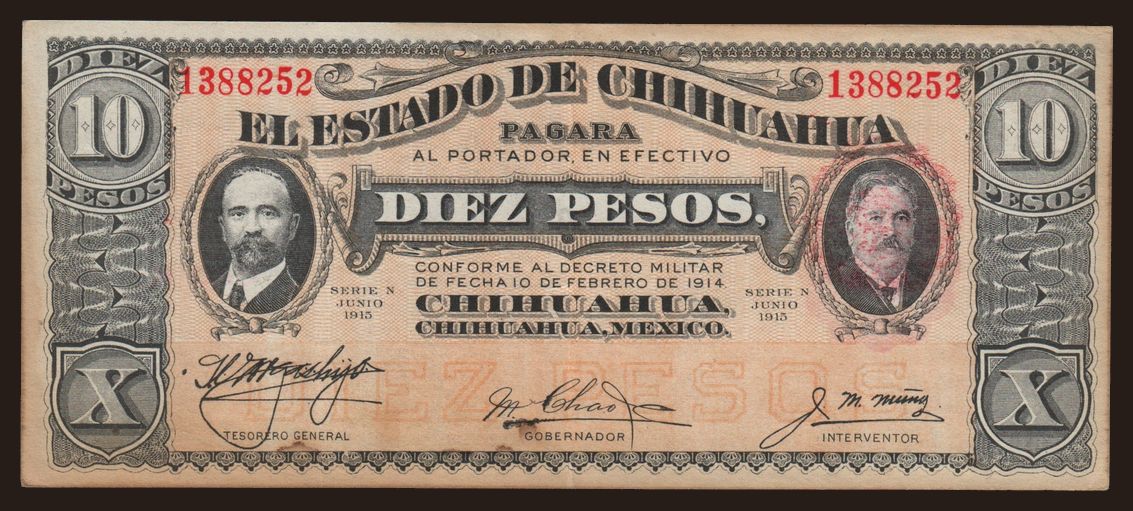 DIEZ
10
PESOS
1388252
EL ESTADO DE CHIHUAHUA
1388252
DIEZ
10
PESOS
PAGARA
AL PORTADOR, EN EFECTIVO
DIEZ PESOS,
CONFORME AL DECRETO MILITAR
DE FECHA 10 DE FEBRERO DE 1914.
CHIHUAHUA,
CHIHUAHUA, MEXICO.
SERIE N
JUNIO
1915
SERIE N
JUNIO
1915
DIEZ PESOS
X
X
M. Chao
J. M. Muñoz
TESORERO GENERAL
GOBERNADOR
INTERVENTOR